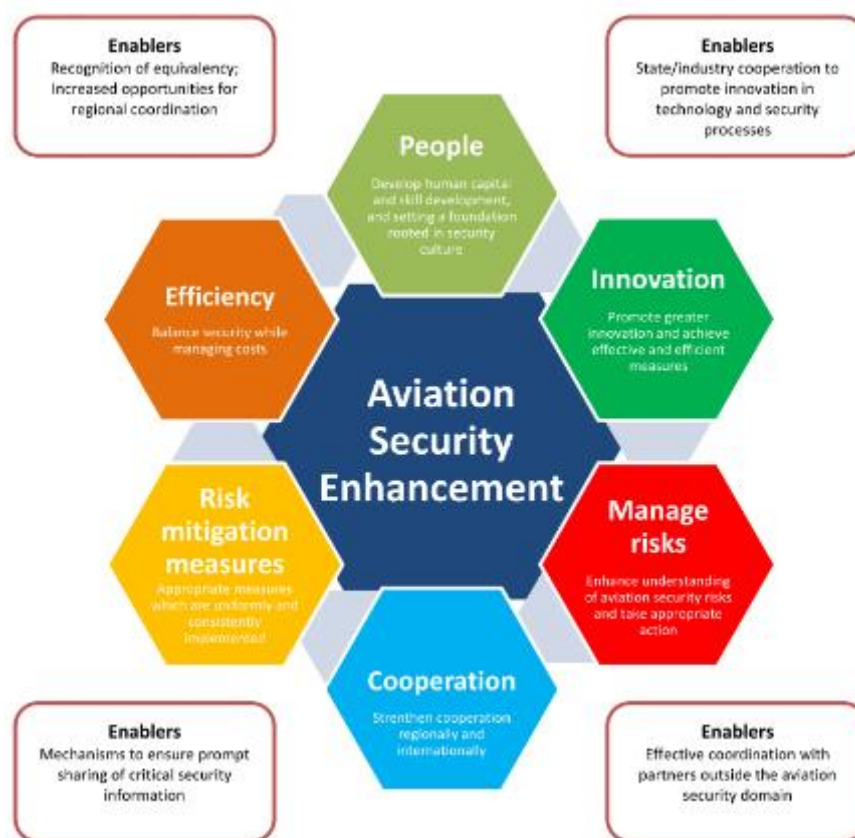 Enablers
Recognition of equivalency;
Increased opportunities for
regional coordination
Enablers
State/industry cooperation to
promote innovation in
technology and security
processes
People
Develop human capital
and skill development,
and setting a foundation
rooted in security
culture
Efficiency
Balance security while
managing costs
Innovation
Promote greater
innovation and achieve
effective and efficient
measures
Aviation
Security
Enhancement
Risk
mitigation
measures
Appropriate measures
which are uniformly and
consistently
implemented
Manage
risks
Enhance understanding
of aviation security risks
and take appropriate
action
Cooperation
Strenthen cooperation
regionally and
internationally
Enablers
Mechanisms to ensure prompt
sharing of critical security
information
Enablers
Effective coordination with
partners outside the aviation
security domain